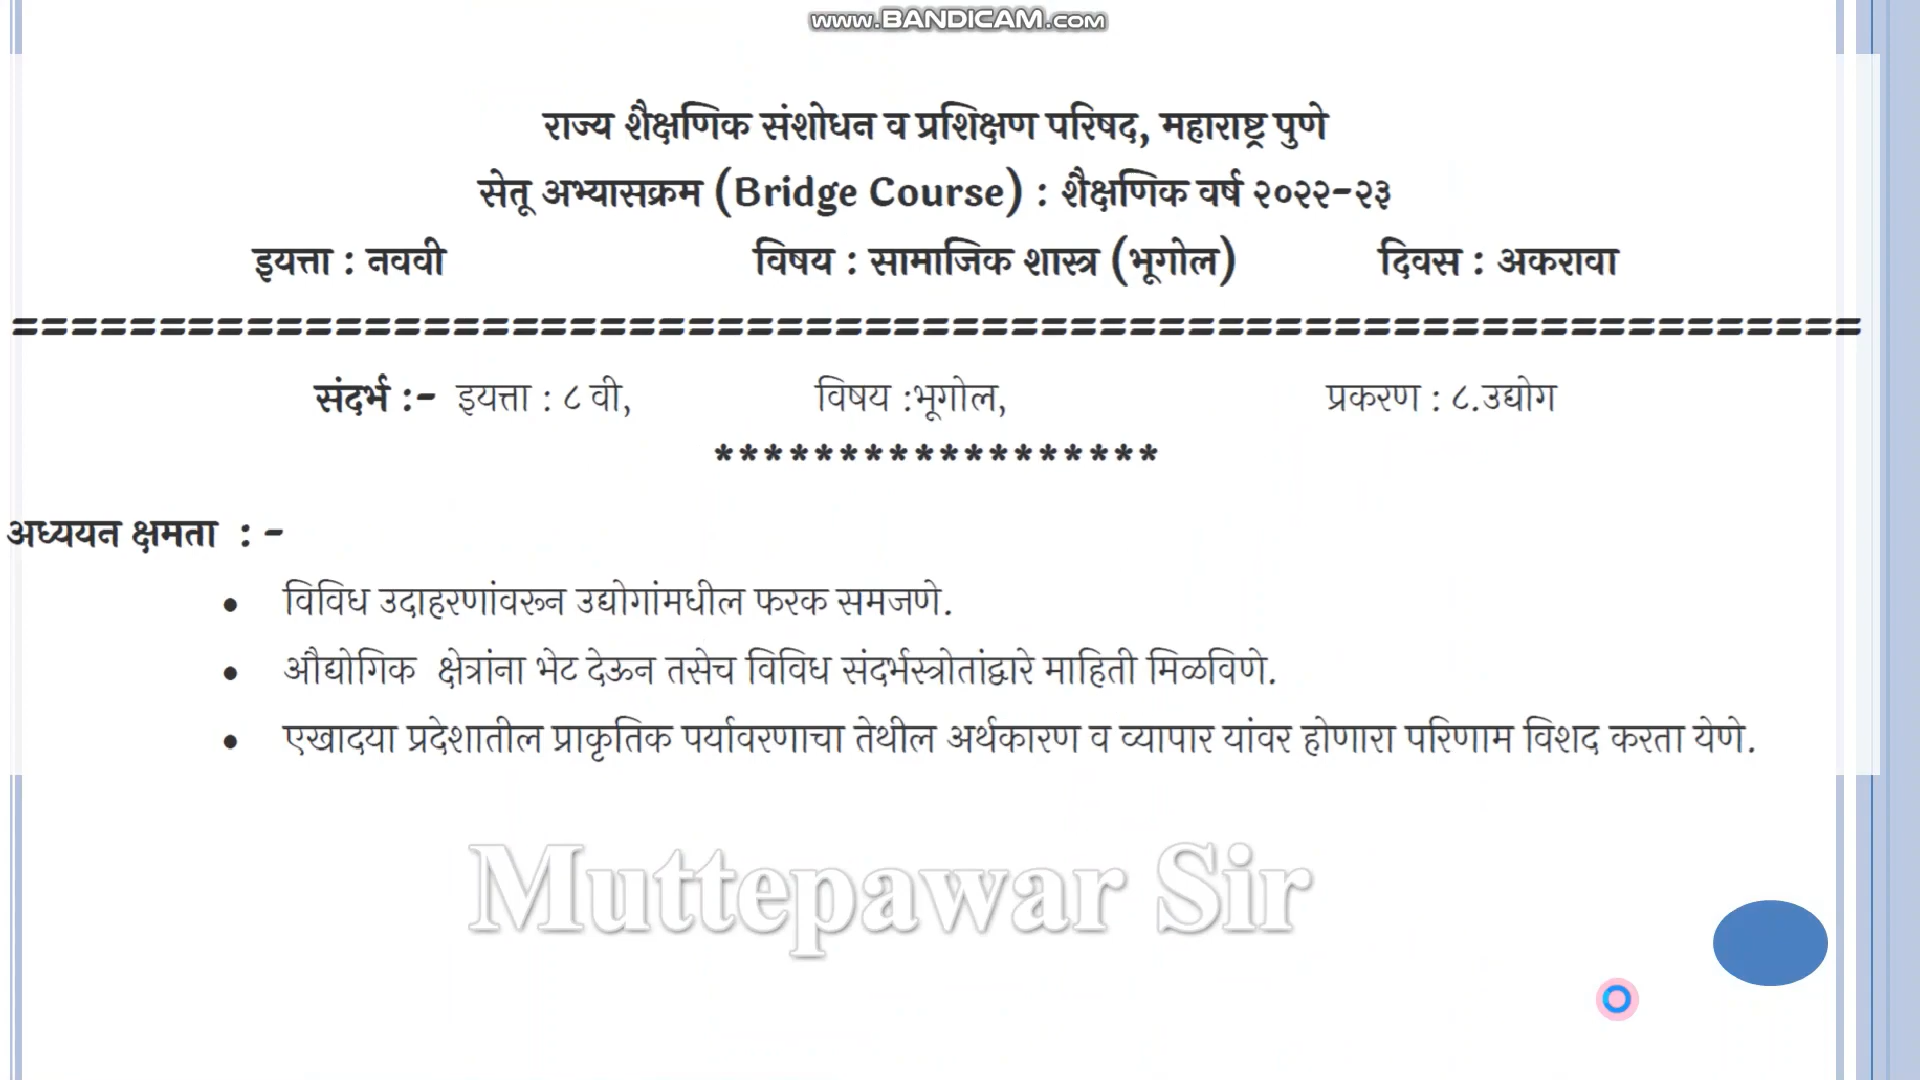 www.BANDICAM.com
राज्य शैक्षणिक संशोधन व प्रशिक्षण परिषद, महाराष्ट्र पुणे
सेतू अभ्यासक्रम (Bridge Course) : शैक्षणिक वर्ष २०२२-२३
इयत्ता : नववी विषय : सामाजिक शास्त्र (भूगोल) दिवस : अकरावा
===============================================================
संदर्भ :- इयत्ता : ८ वी, विषय :भूगोल, प्रकरण : ८.उद्योग
******************
अध्ययन क्षमता : -
• विविध उदाहरणांवरून उद्योगांमधील फरक समजणे.
• औद्योगिक क्षेत्रांना भेट देऊन तसेच विविध संदर्भस्त्रोतांद्वारे माहिती मिळविणे.
• एखादया प्रदेशातील प्राकृतिक पर्यावरणाचा तेथील अर्थकारण व व्यापार यांवर होणारा परिणाम विशद करता येणे.
Muttepawar Sir